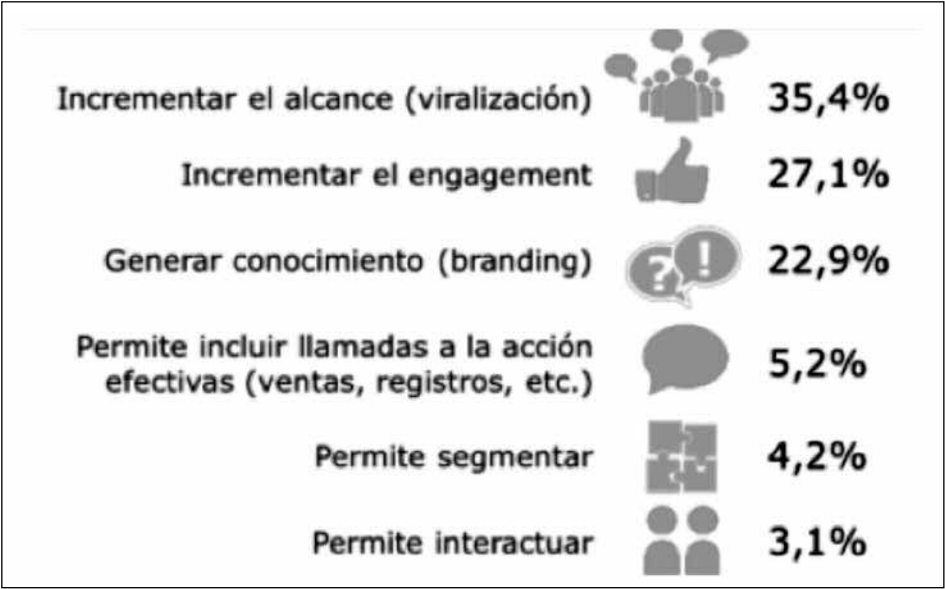 Incrementar el alcance (viralización) 35,4%
Incrementar el engagement 27,1%
Generar conocimiento (branding) ?! 22,9%
Permite incluir llamadas a la acción
efectivas (ventas, registros, etc.) 5,2%
Permite segmentar 4,2%
Permite interactuar 3,1%